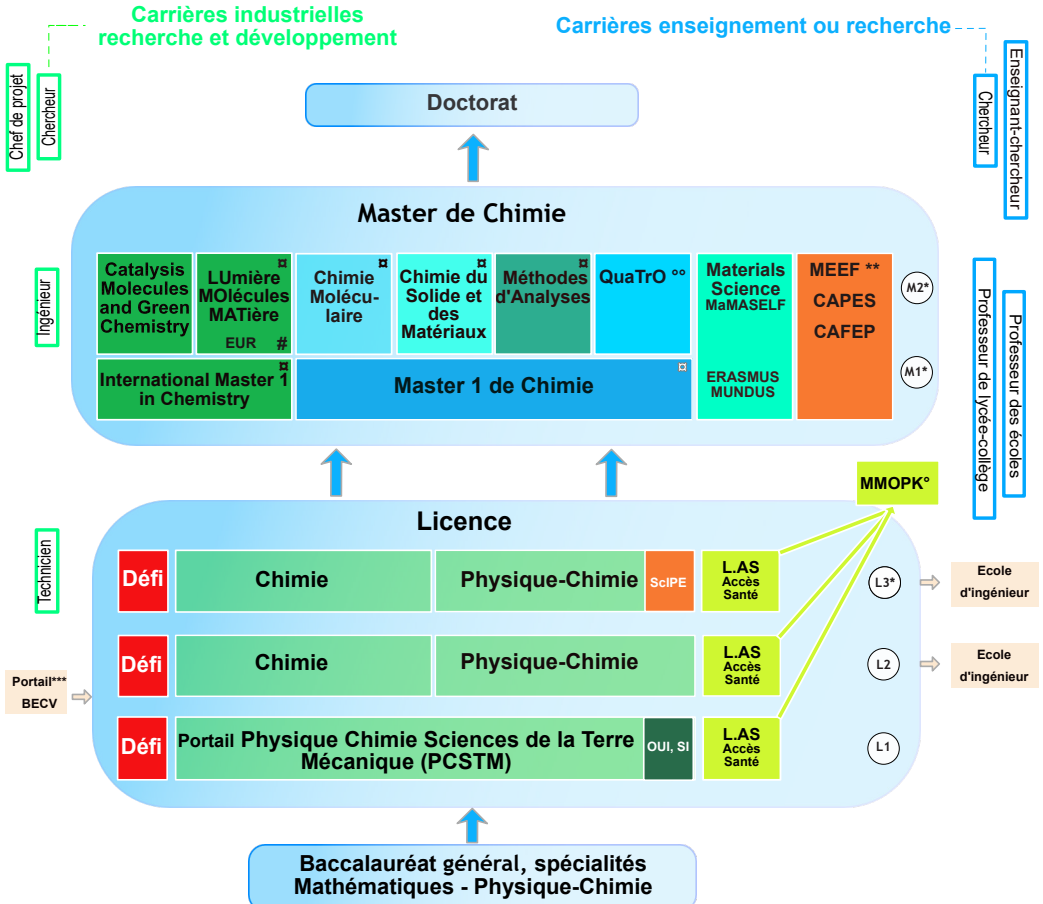 Carrières industrielles
recherche et développement
Carrières enseignement ou recherche
Chef de projet
Chercheur
Doctorat
Chercheur
Enseignant-chercheur
Master de Chimie
Ingénieur
Catalysis
Molecules
and Green
Chemistry
¤
LUmière
MOlécules
MATière
EUR #
¤
Chimie
Molécu-
laire
¤
Chimie du
Solide et
des
Matériaux
¤
Méthodes
d'Analyses
QuaTrO °°
Materials
Science
MaMASELF
ERASMUS
MUNDUS
MEEF **
CAPES
CAFEP
M2*
¤
International Master 1
in Chemistry
¤
Master 1 de Chimie
M1*
Professeur de lycée-collège
Professeur des écoles
MMOPK°
Licence
Technicien
Défi
Chimie
Physique-Chimie
ScIPE
L.AS
Accès
Santé
L3*
Ecole
d'ingénieur
Défi
Chimie
Physique-Chimie
L.AS
Accès
Santé
L2
Ecole
d'ingénieur
Portail***
BECV
Défi
Portail Physique Chimie Sciences de la Terre
Mécanique (PCSTM)
OUI, SI
L.AS
Accès
Santé
L1
Baccalauréat général, spécialités
Mathématiques - Physique-Chimie